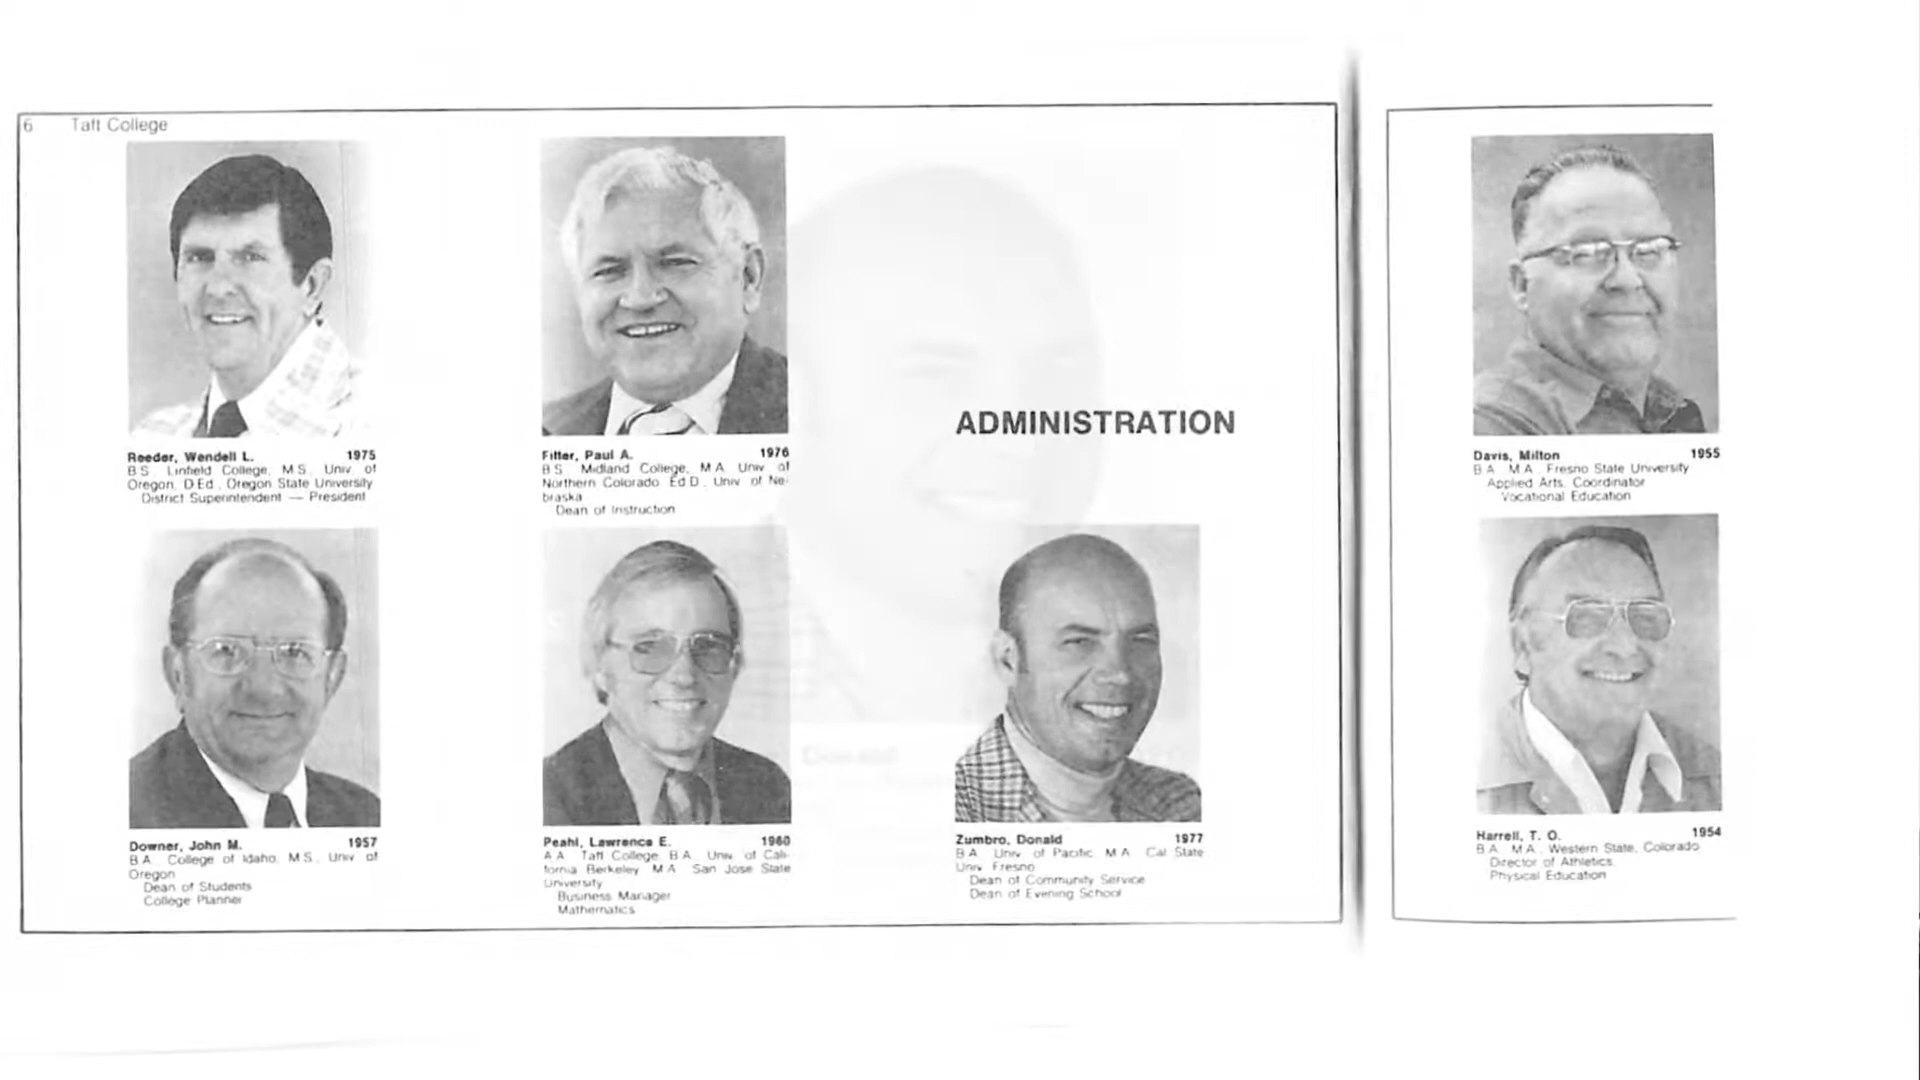 6 Taft College
Reeder, Wendell L. 1975
B.S. Linfield College, M.S. Univ. of
Oregon, D.Ed., Oregon State University
District Superintendent — President
Fitter, Paul A. 1976
B.S. Midland College, M.A. Univ. of
Northern Colorado, Ed.D., Univ. of Ne-
braska
Dean of Instruction
ADMINISTRATION
Downer, John M. 1957
B.A. College of Idaho, M.S., Univ. of
Oregon
Dean of Students
College Planner
Peahl, Lawrence E. 1960
A.A. Taft College, B.A. Univ. of Cali-
fornia Berkeley, M.A. San Jose State
University
Business Manager
Mathematics
Zumbro, Donald 1977
B.A. Univ. of Pacific, M.A. Cal State
Univ. Fresno
Dean of Community Service
Dean of Evening School
Davis, Milton 1955
B.A., M.A., Fresno State University
Applied Arts, Coordinator
Vocational Education
Harrell, T. O. 1954
B.A., M.A., Western State, Colorado
Director of Athletics,
Physical Education